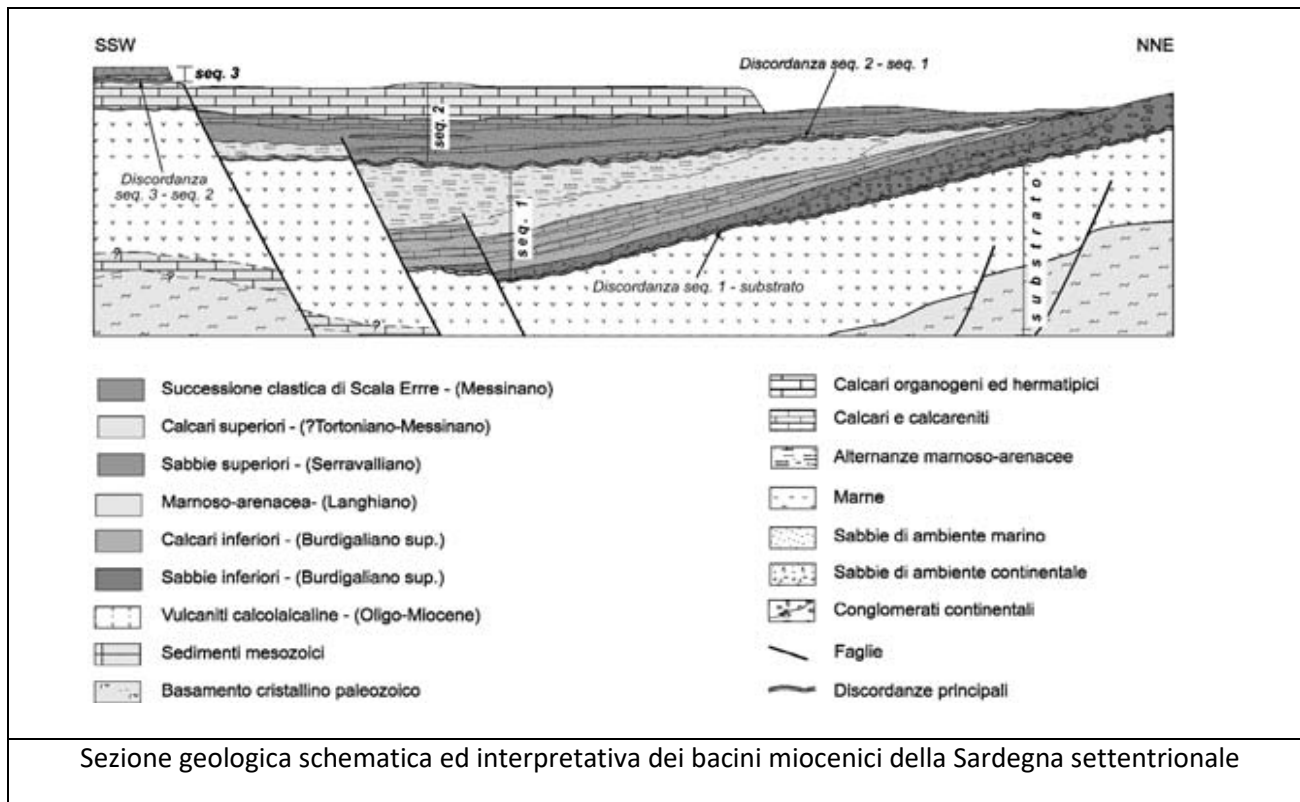 SSW
NNE
seq. 3
Discordanza seq. 2 - seq. 1
seq. 2
Discordanza
seq. 3 - seq. 2
seq. 1
substrato
Discordanza seq. 1 - substrato
?
?
?
Successione clastica di Scala Errre - (Messinano)
Calcari superiori - (?Tortoniano-Messinano)
Sabbie superiori - (Serravalliano)
Marnoso-arenacea- (Langhiano)
Calcari inferiori - (Burdigaliano sup.)
Sabbie inferiori - (Burdigaliano sup.)
Vulcaniti calcolaicaline - (Oligo-Miocene)
Sedimenti mesozoici
Basamento cristallino paleozoico
Calcari organogeni ed hermatipici
Calcari e calcareniti
Alternanze marnoso-arenacee
Marne
Sabbie di ambiente marino
Sabbie di ambiente continentale
Conglomerati continentali
Faglie
Discordanze principali
Sezione geologica schematica ed interpretativa dei bacini miocenici della Sardegna settentrionale